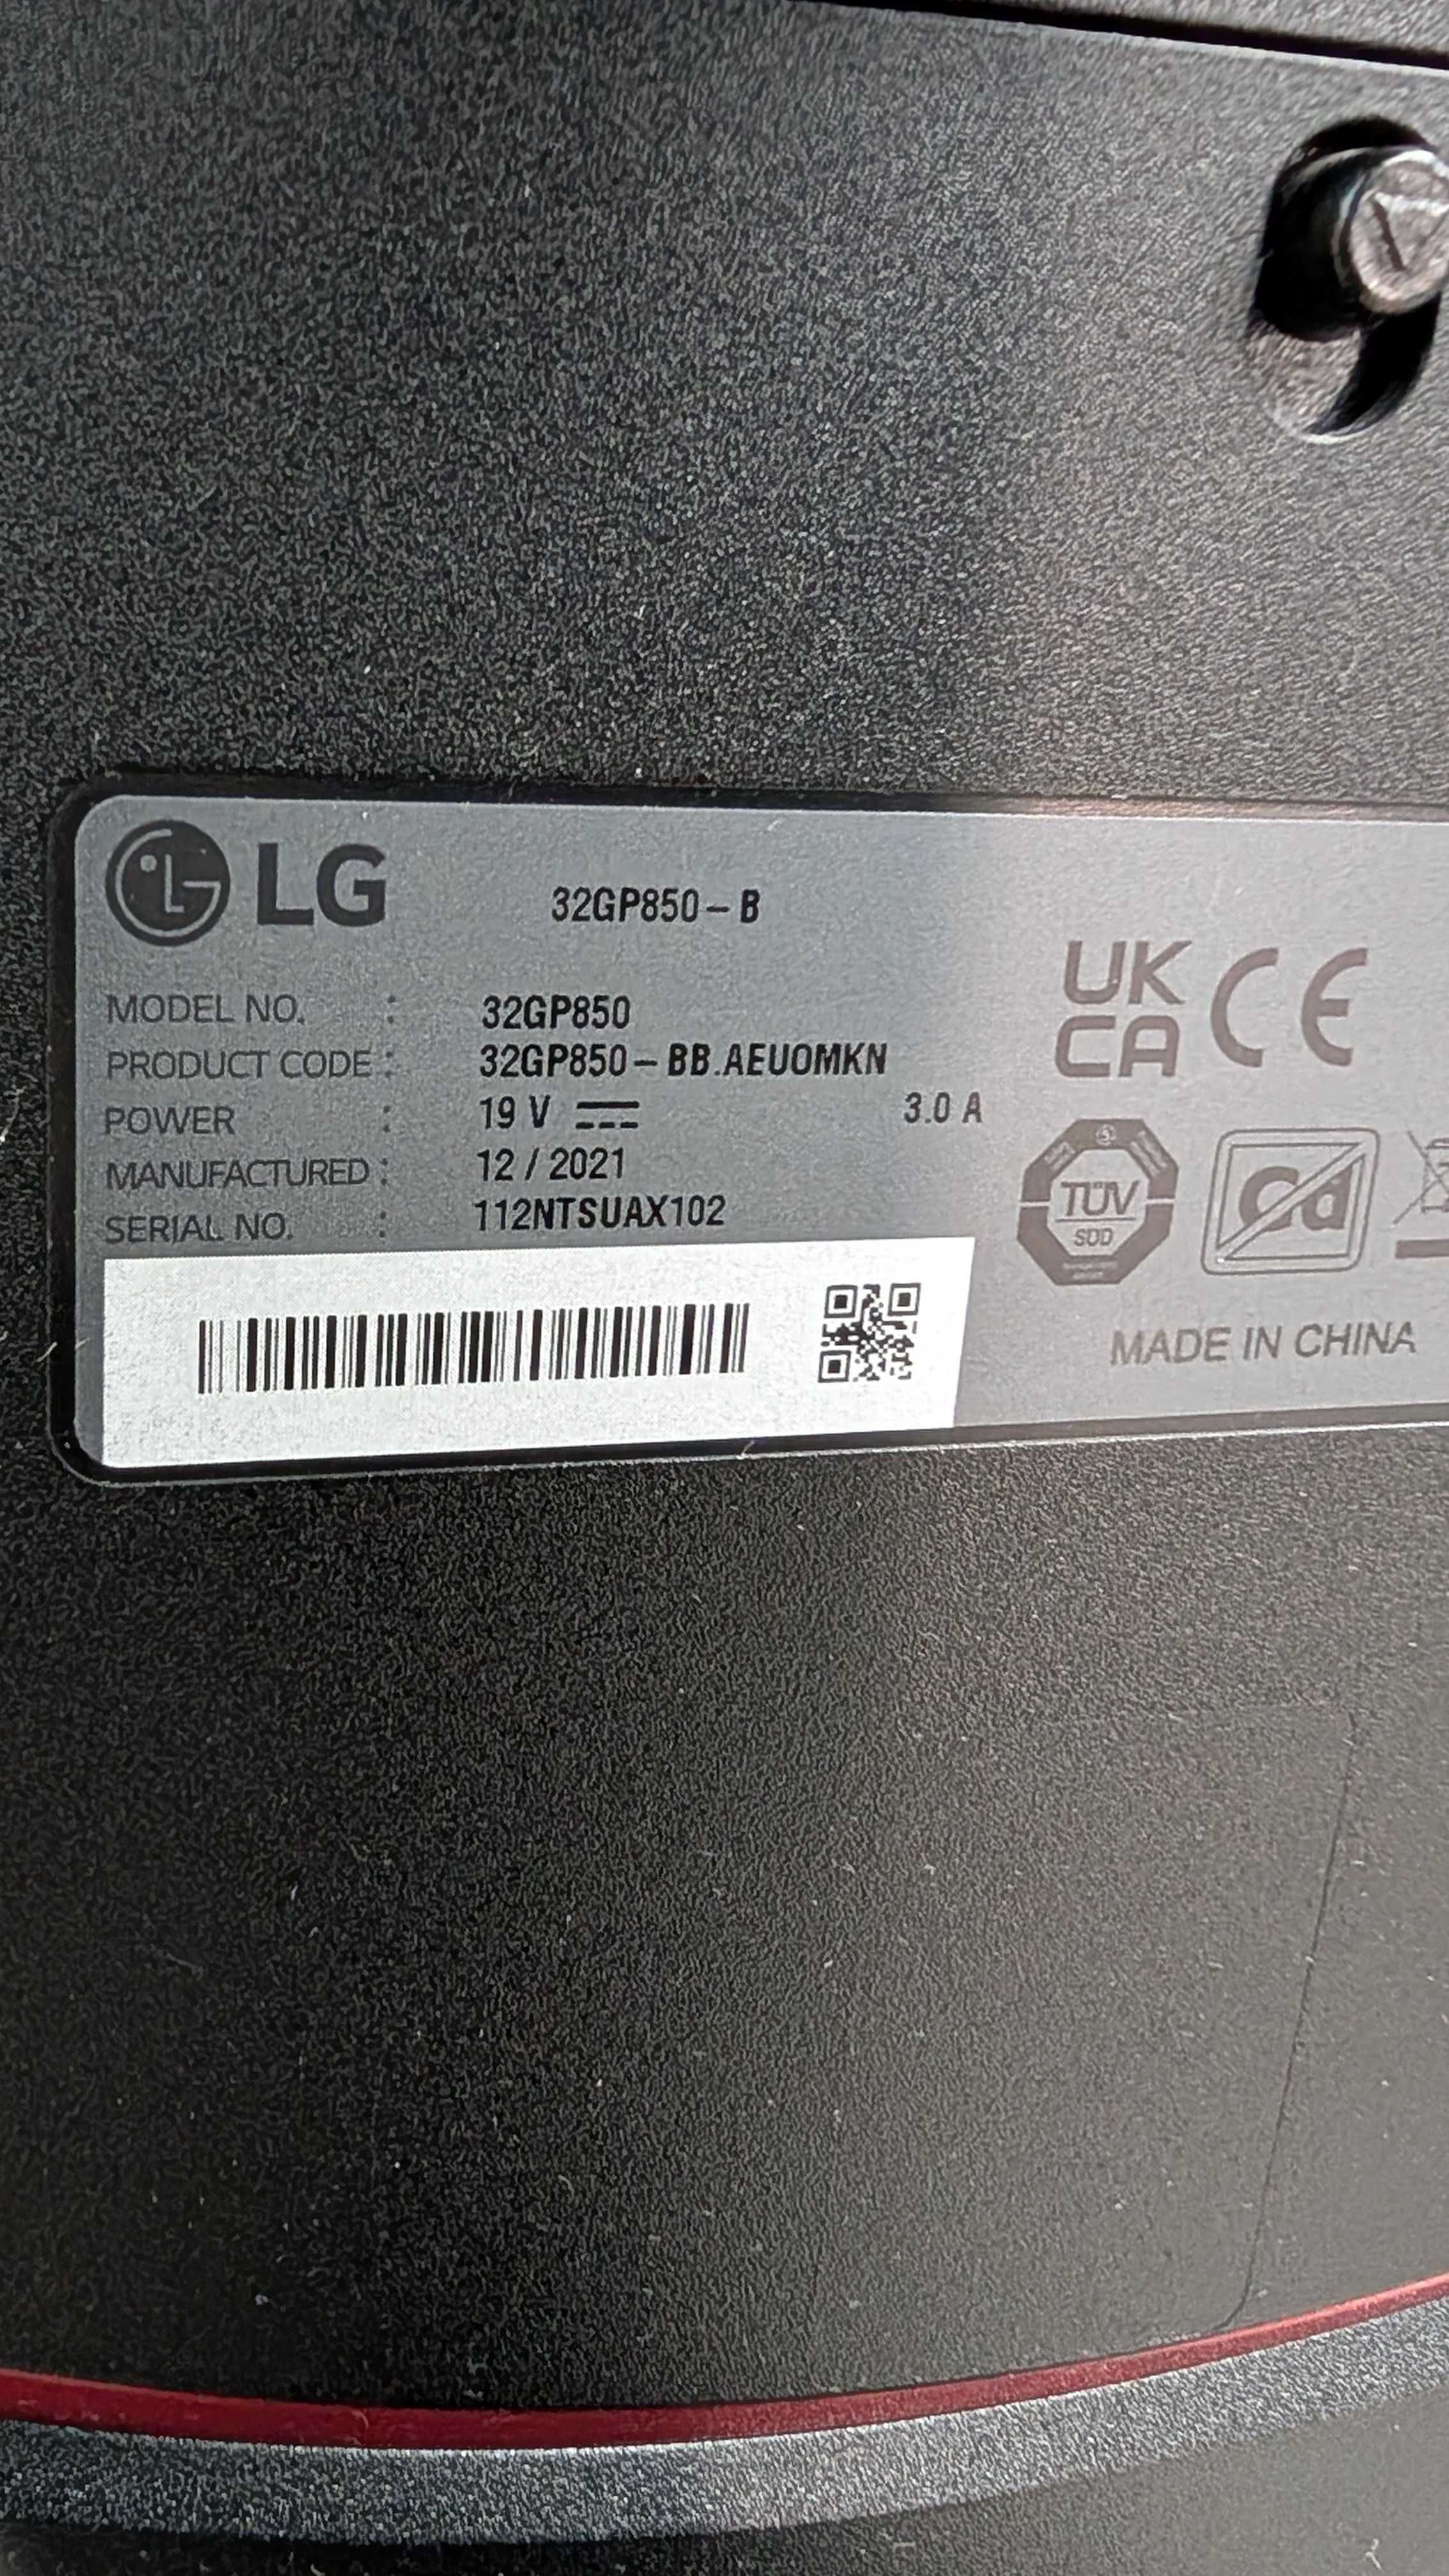 LG
32GP850-B
MODEL NO. : 32GP850
PRODUCT CODE : 32GP850-BB.AEUOMKN
POWER : 19 V 3.0 A
MANUFACTURED : 12 / 2021
SERIAL NO. : 112NTSUAX102
UK
CA
CE
TÜV
SÜD
Cd
MADE IN CHINA